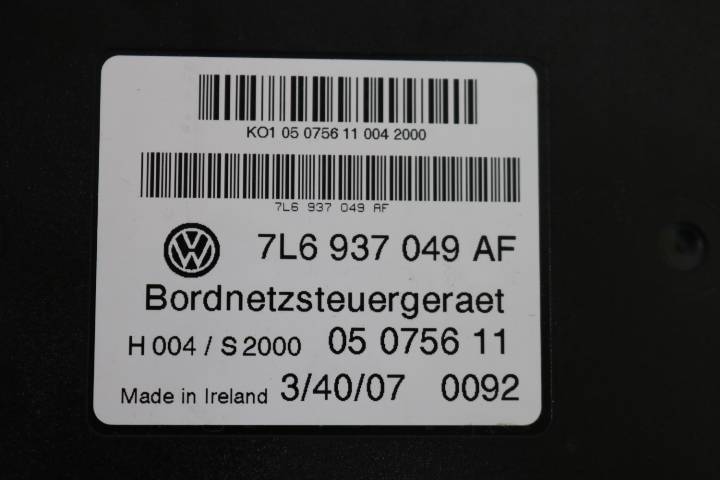 KO1 05 0756 11 004 2000
7L6 937 049 AF
VW 7L6 937 049 AF
Bordnetzsteuergeraet
H 004 / S 2000 05 0756 11
Made in Ireland 3/40/07 0092